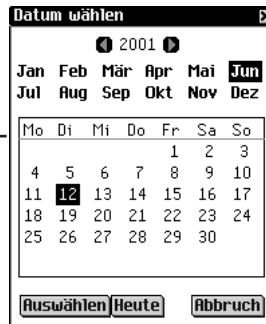 Datum wählen
2001
Jan Feb Mär Apr Mai Jun
Jul Aug Sep Okt Nov Dez
Mo Di Mi Do Fr Sa So
1 2 3
4 5 6 7 8 9 10
11 12 13 14 15 16 17
18 19 20 21 22 23 24
25 26 27 28 29 30
Auswählen Heute Abbruch